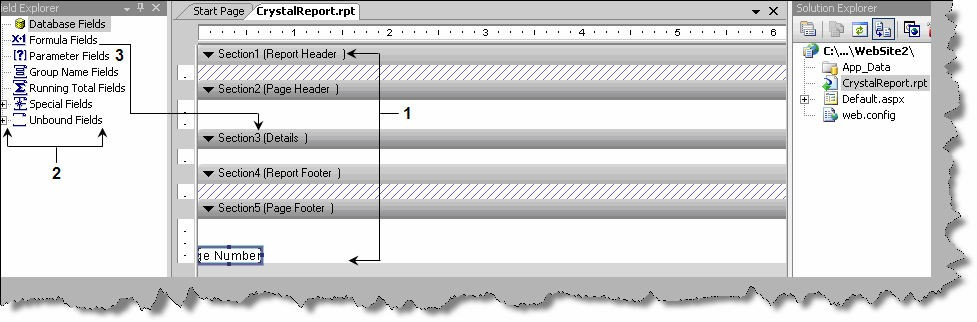 ield Explorer
Database Fields
Formula Fields
Parameter Fields
Group Name Fields
Running Total Fields
Special Fields
Unbound Fields
3
2
Start Page CrystalReport.rpt
1 2 3 4 5 6
Section1 (Report Header )
Section2 (Page Header )
1
Section3 (Details )
Section4 (Report Footer )
Section5 (Page Footer )
ge Number
Solution Explorer
C:\...\WebSite2\
App_Data
CrystalReport.rpt
Default.aspx
web.config